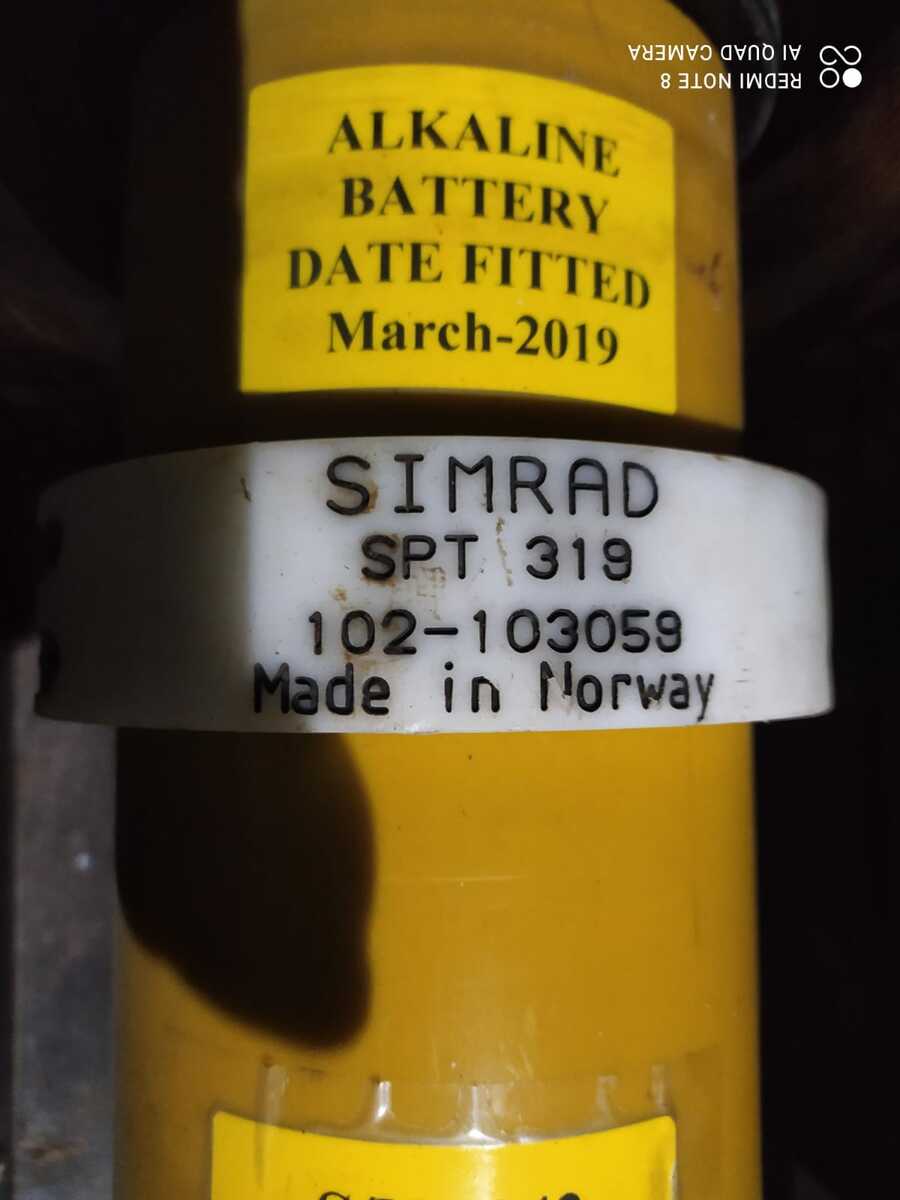 REDMI NOTE 8
AI QUAD CAMERA
ALKALINE
BATTERY
DATE FITTED
March-2019
SIMRAD
SPT 319
102-103059
Made in Norway